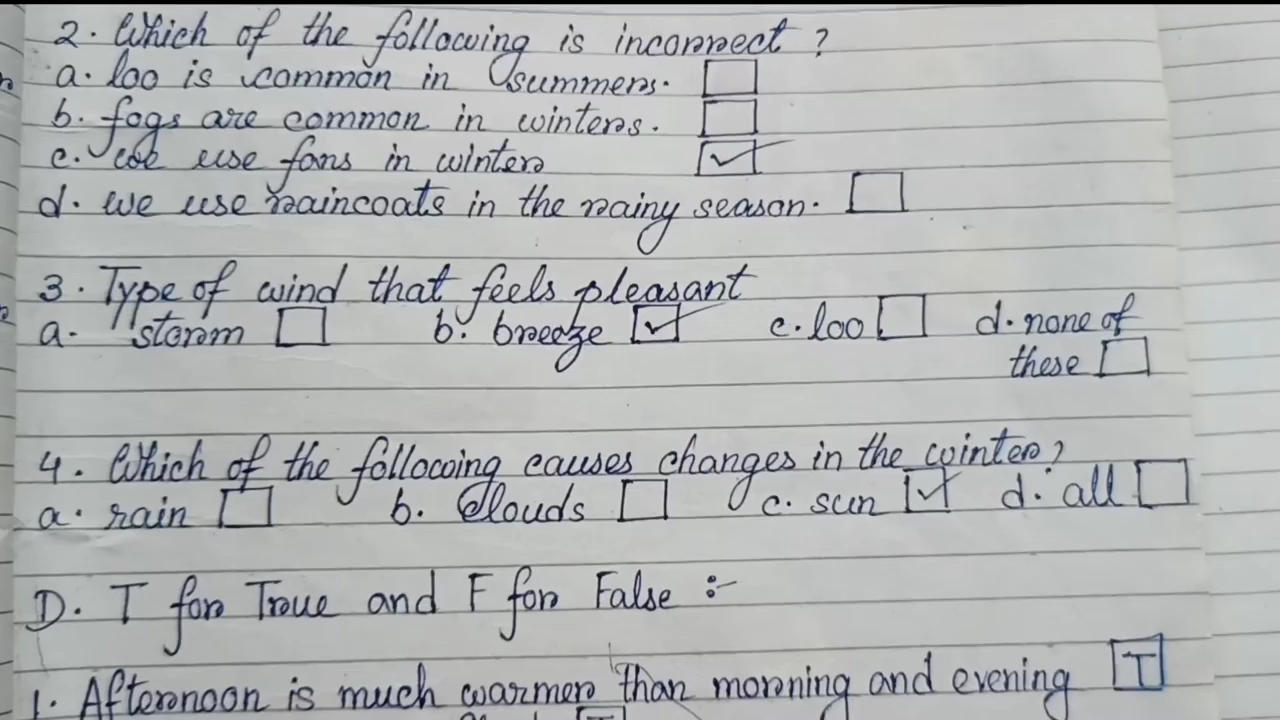 2. Which of the following is incorrect ?
a. loo is common in summers.
b. fogs are common in winters.
c. we use fans in winter
d. we use raincoats in the rainy season.
3. Type of wind that feels pleasant
a. storm b. breeze c. loo d. none of
these
4. Which of the following causes changes in the winter?
a. rain b. Clouds c. sun d. all
D. T for True and F for False :-
1. Afternoon is much warmer than morning and evening T